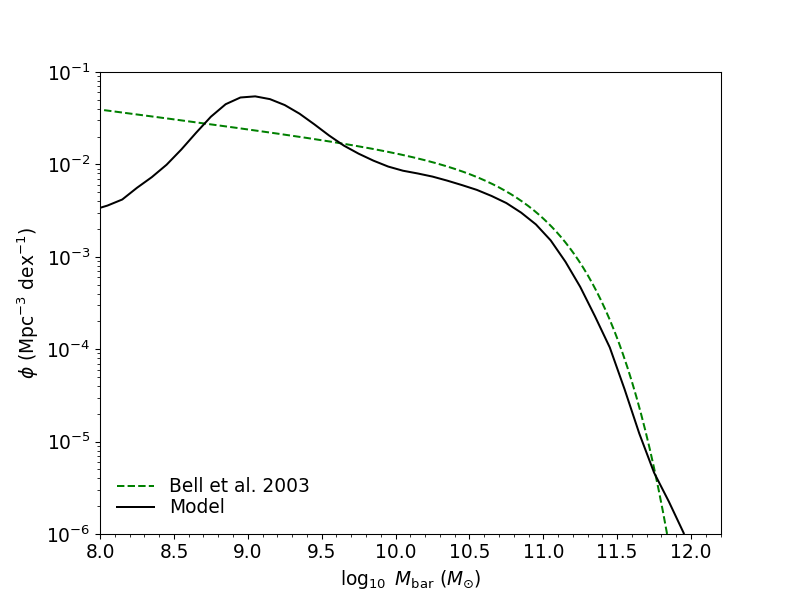 10⁻¹
10⁻²
10⁻³
10⁻⁴
10⁻⁵
10⁻⁶
ϕ (Mpc⁻³ dex⁻¹)
Bell et al. 2003
Model
8.0 8.5 9.0 9.5 10.0 10.5 11.0 11.5 12.0
log₁₀ M_bar (M_⊙)